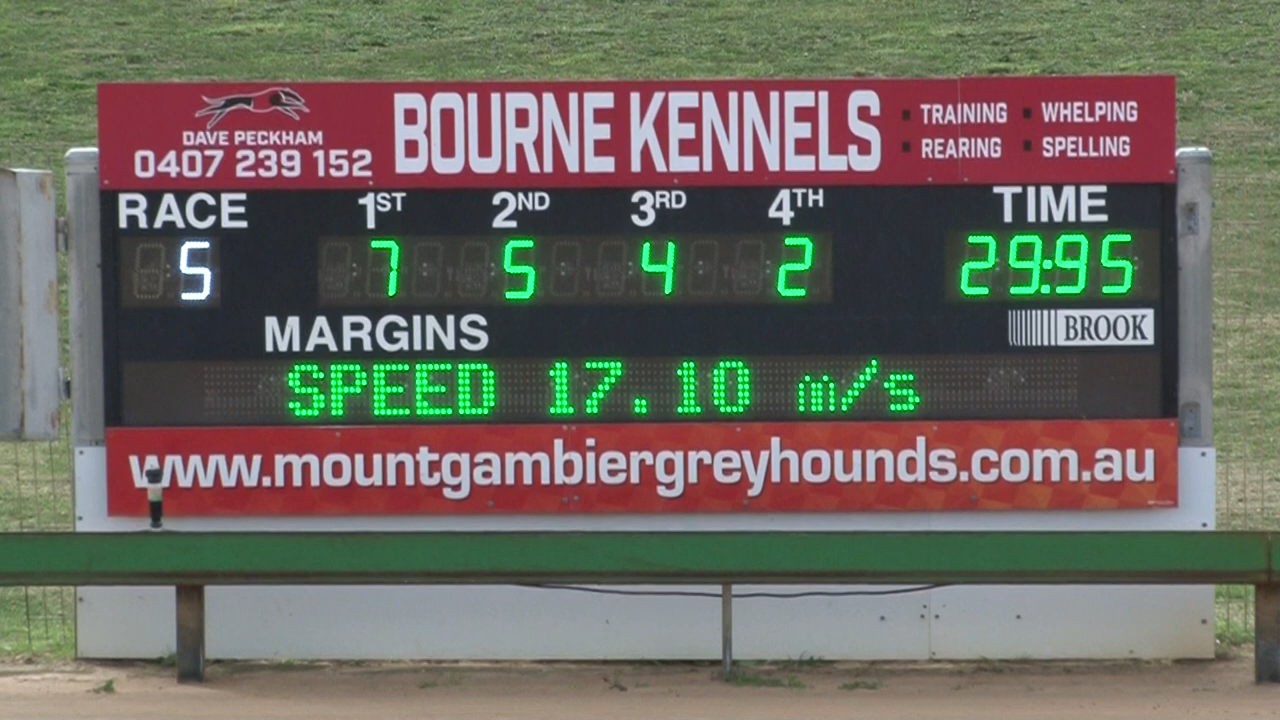 DAVE PECKHAM
0407 239 152
BOURNE KENNELS
TRAINING WHELPING
REARING SPELLING
RACE 1ST 2ND 3RD 4TH TIME
5 7 5 4 2 29:95
MARGINS BROOK
SPEED 17.10 m/s
www.mountgambiergreyhounds.com.au